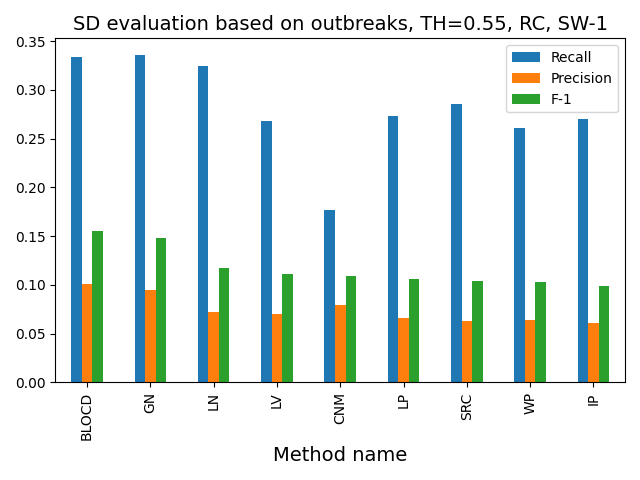 SD evaluation based on outbreaks, TH=0.55, RC, SW-1
0.35
0.30
0.25
0.20
0.15
0.10
0.05
0.00
Recall
Precision
F-1
BLOCD
GN
LN
LV
CNM
LP
SRC
WP
IP
Method name